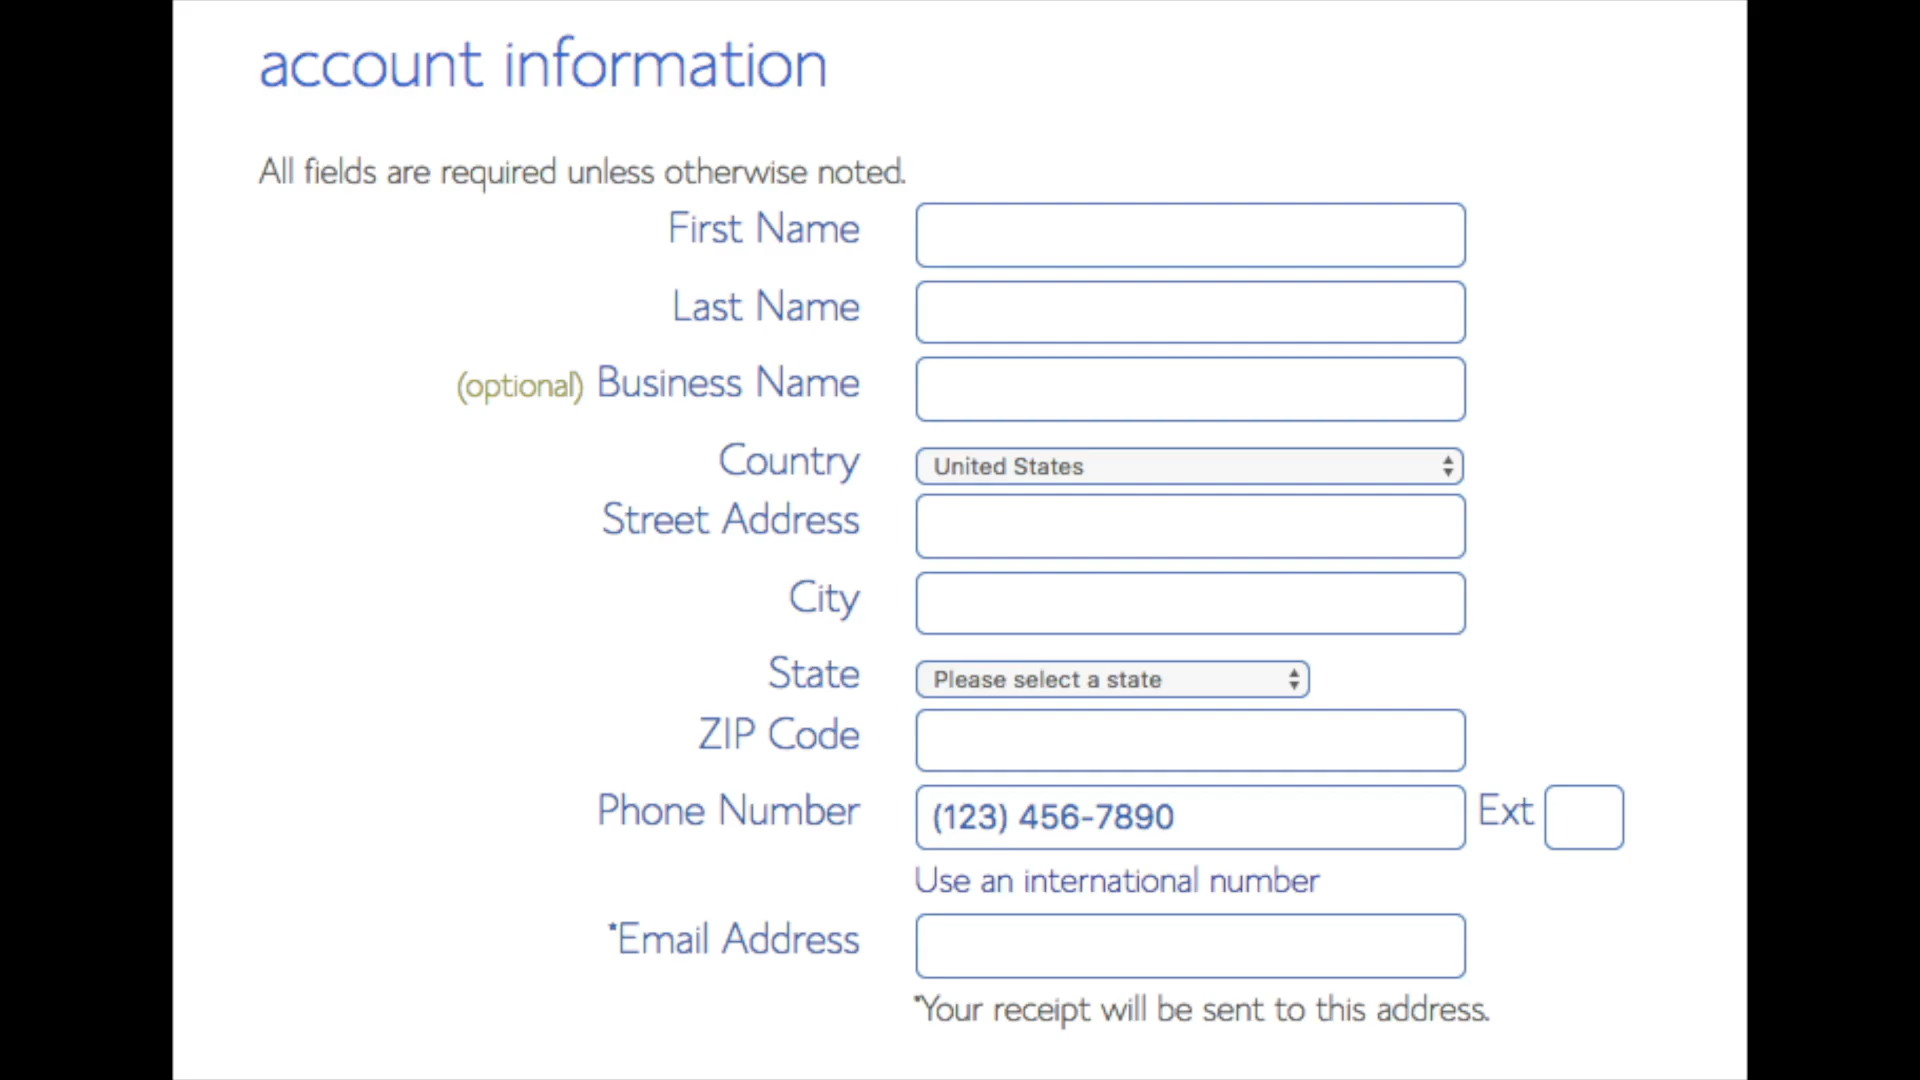 account information
All fields are required unless otherwise noted.
First Name
Last Name
(optional) Business Name
Country United States
Street Address
City
State Please select a state
ZIP Code
Phone Number (123) 456-7890 Ext
Use an international number
*Email Address
*Your receipt will be sent to this address.